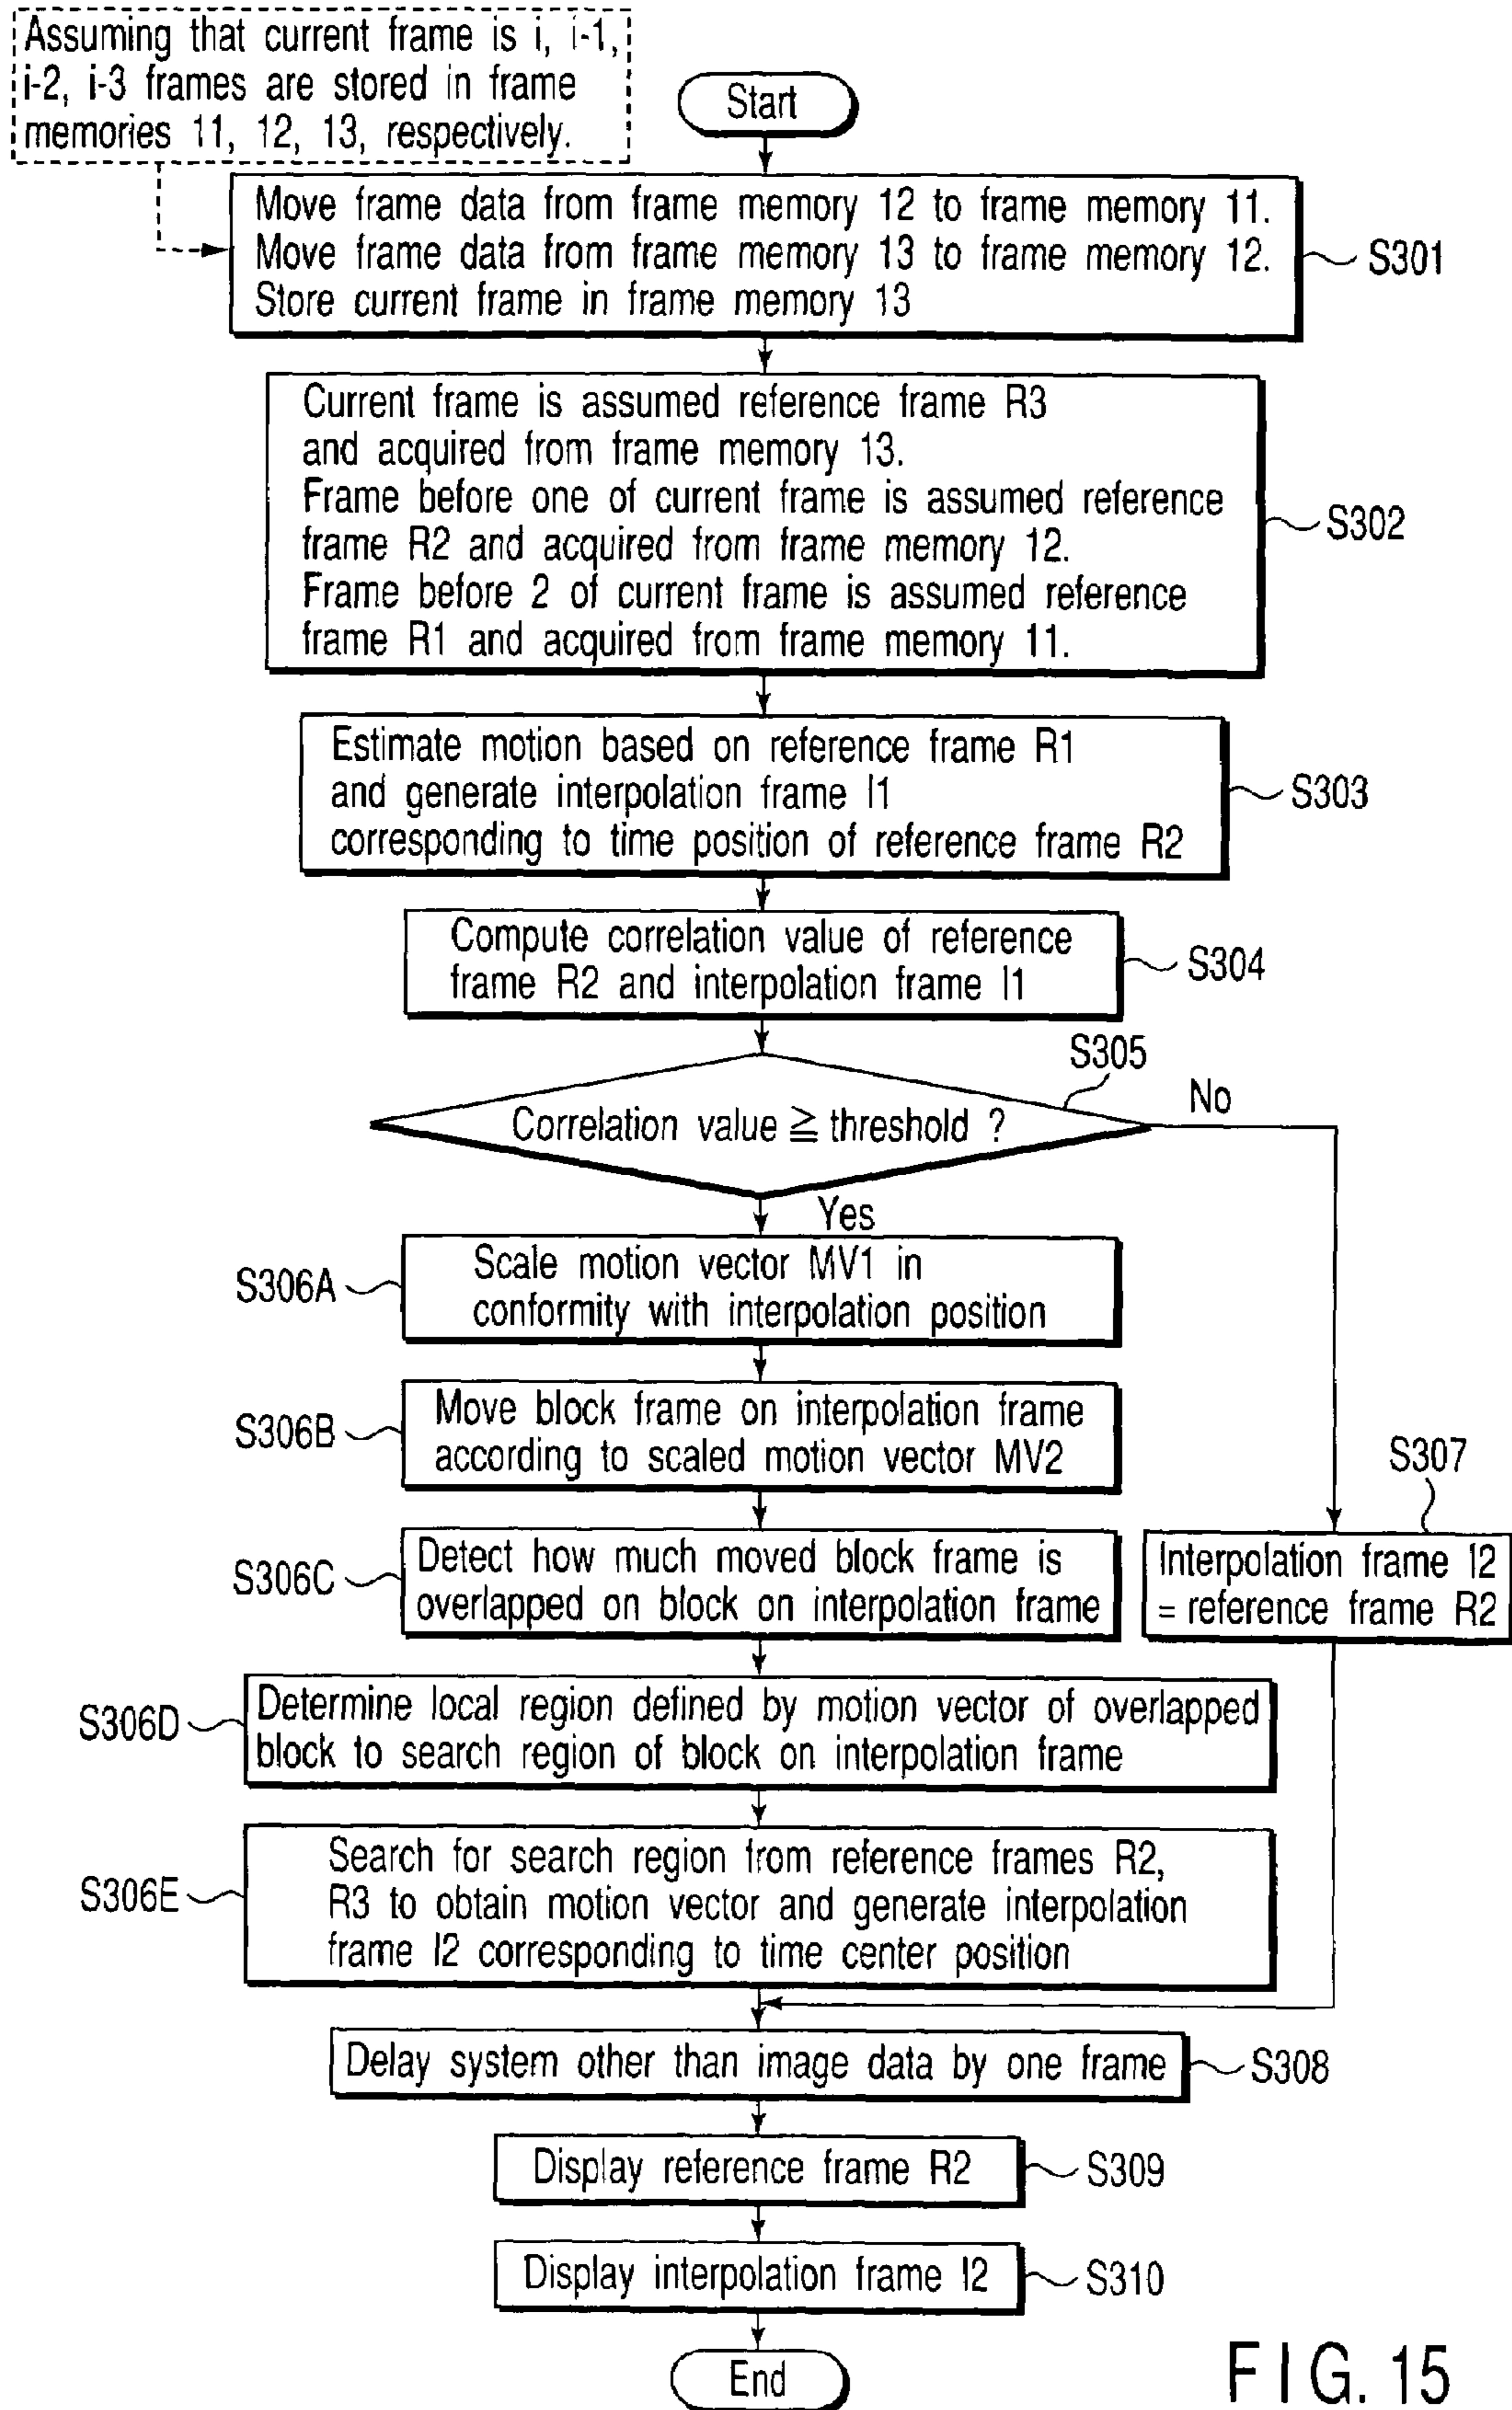 Assuming that current frame is i, i-1,
i-2, i-3 frames are stored in frame
memories 11, 12, 13, respectively.
Start
Move frame data from frame memory 12 to frame memory 11.
Move frame data from frame memory 13 to frame memory 12.
Store current frame in frame memory 13
S301
Current frame is assumed reference frame R3
and acquired from frame memory 13.
Frame before one of current frame is assumed reference
frame R2 and acquired from frame memory 12.
Frame before 2 of current frame is assumed reference
frame R1 and acquired from frame memory 11.
S302
Estimate motion based on reference frame R1
and generate interpolation frame I1
corresponding to time position of reference frame R2
S303
Compute correlation value of reference
frame R2 and interpolation frame I1
S304
S305
Correlation value ≧ threshold ?
No
Yes
S306A
Scale motion vector MV1 in
conformity with interpolation position
S306B
Move block frame on interpolation frame
according to scaled motion vector MV2
S307
S306C
Detect how much moved block frame is
overlapped on block on interpolation frame
Interpolation frame I2
= reference frame R2
S306D
Determine local region defined by motion vector of overlapped
block to search region of block on interpolation frame
S306E
Search for search region from reference frames R2,
R3 to obtain motion vector and generate interpolation
frame I2 corresponding to time center position
Delay system other than image data by one frame
S308
Display reference frame R2
S309
Display interpolation frame I2
S310
End
FIG. 15